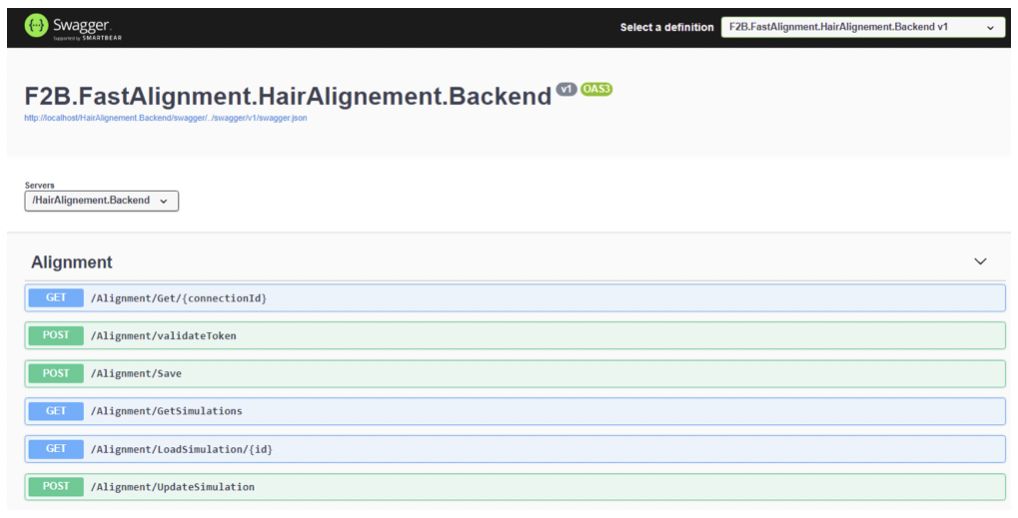 Swagger.
Supported by SMARTBEAR
Select a definition
F2B.FastAlignment.HairAlignement.Backend v1
F2B.FastAlignment.HairAlignement.Backend v1 OAS3
http://localhost/HairAlignement.Backend/swagger/../swagger/v1/swagger.json
Servers
/HairAlignement.Backend
Alignment
GET /Alignment/Get/{connectionId}
POST /Alignment/validateToken
POST /Alignment/Save
GET /Alignment/GetSimulations
GET /Alignment/LoadSimulation/{id}
POST /Alignment/UpdateSimulation